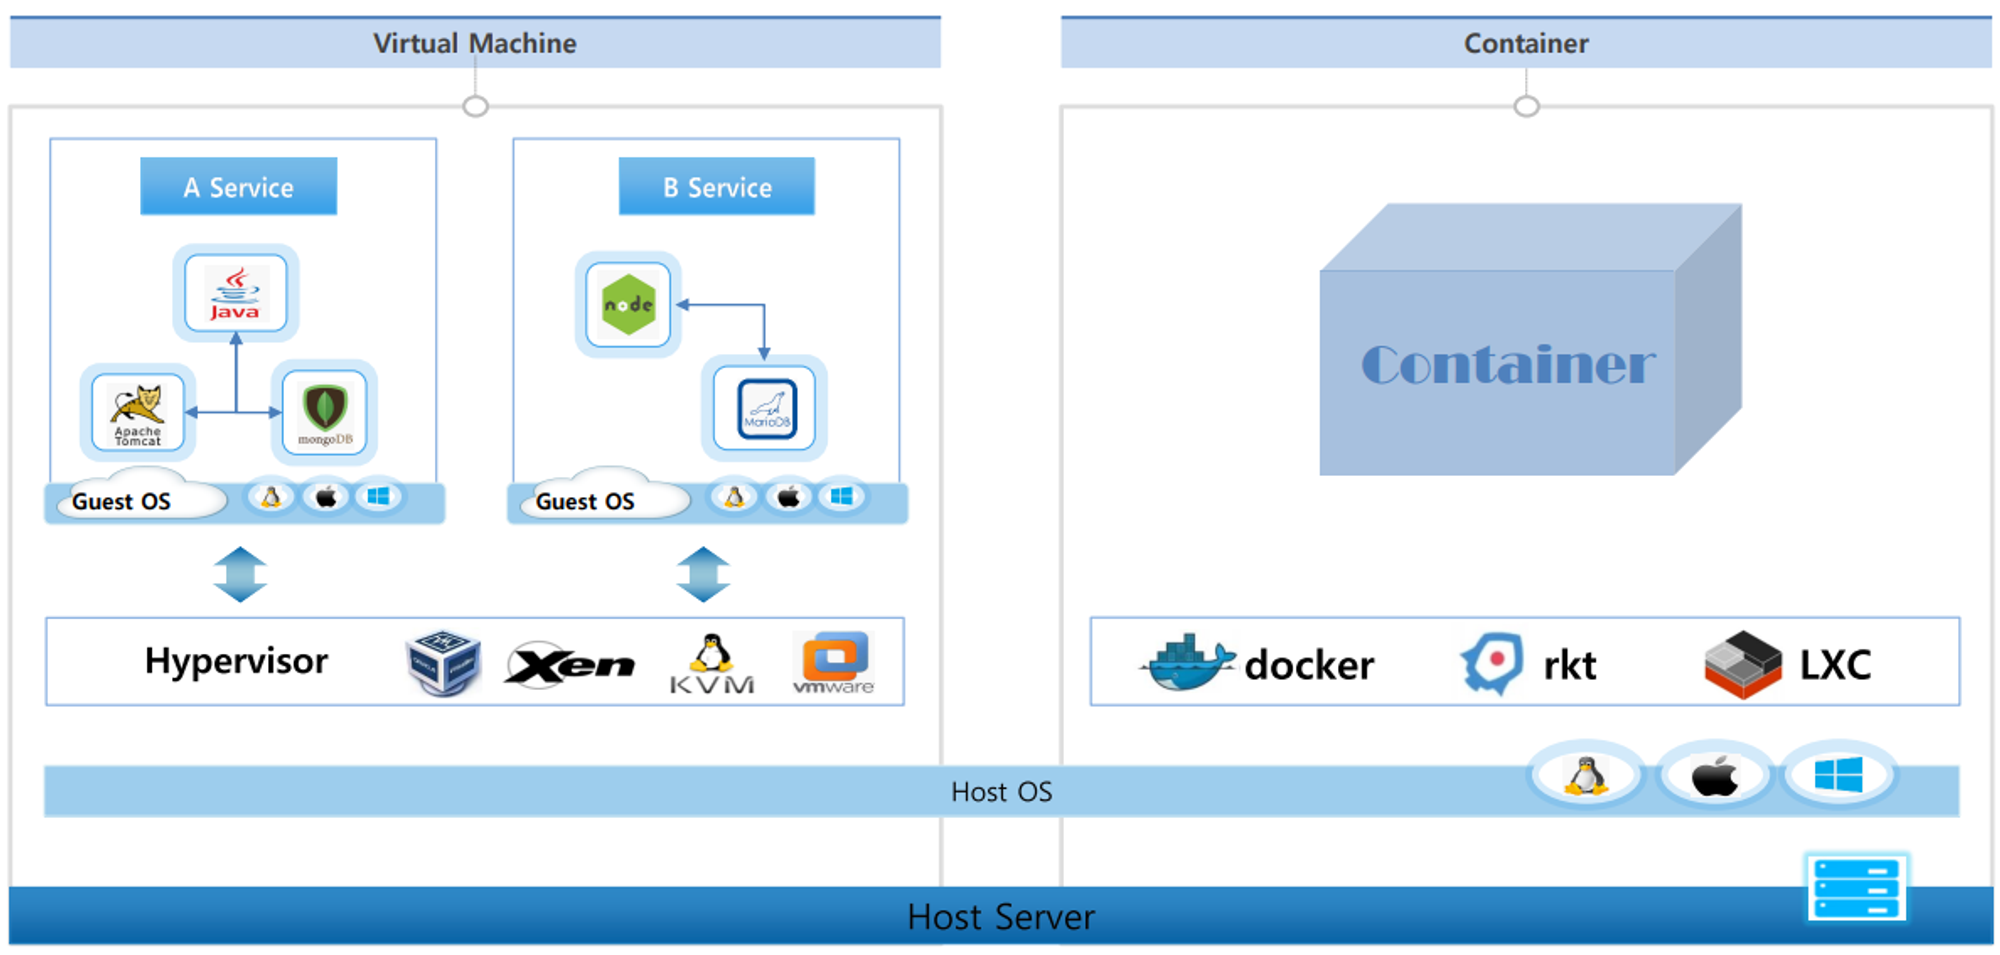 Virtual Machine
Container
A Service
B Service
Java
node
Apache
Tomcat
mongoDB
MariaDB
Guest OS
Guest OS
Container
Hypervisor
Xen
KVM
vmware
docker
rkt
LXC
Host OS
Host Server